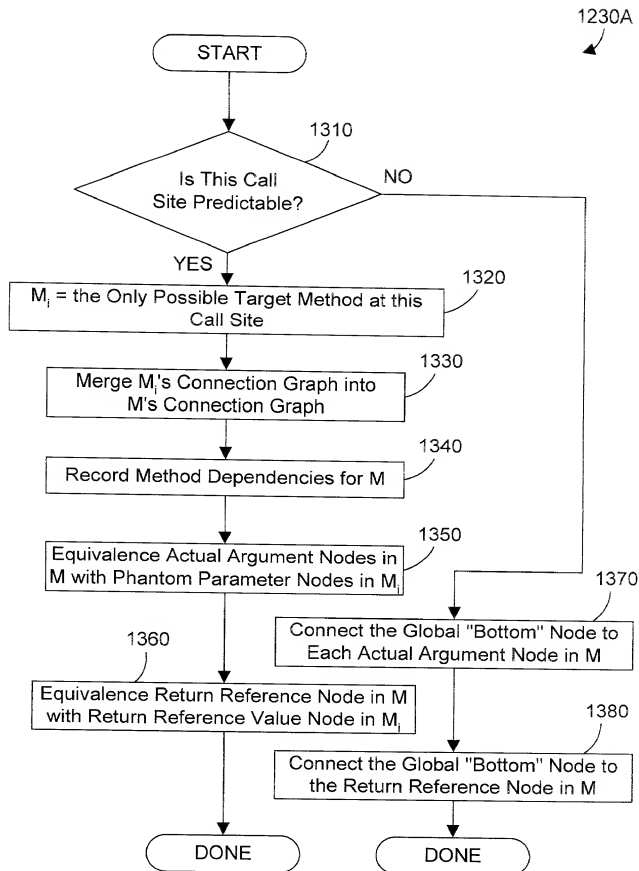 1230A
START
1310
Is This Call
Site Predictable?
NO
YES
1320
Mi = the Only Possible Target Method at this
Call Site
1330
Merge Mi's Connection Graph into
M's Connection Graph
1340
Record Method Dependencies for M
1350
Equivalence Actual Argument Nodes in
M with Phantom Parameter Nodes in Mi
1360
Equivalence Return Reference Node in M
with Return Reference Value Node in Mi
DONE
1370
Connect the Global "Bottom" Node to
Each Actual Argument Node in M
1380
Connect the Global "Bottom" Node to
the Return Reference Node in M
DONE